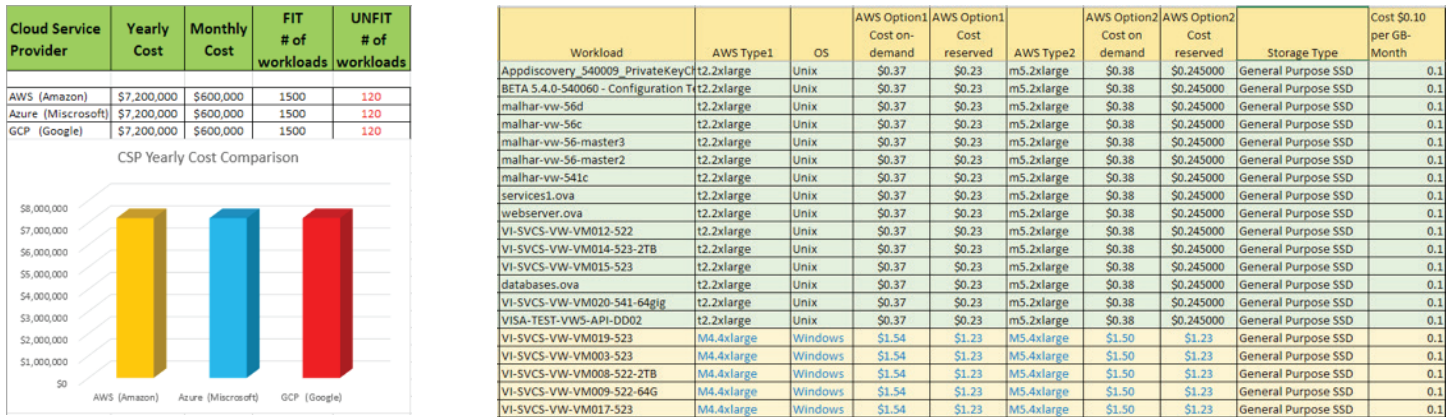 Cloud Service Provider Yearly Cost Monthly Cost FIT # of workloads UNFIT # of workloads
AWS (Amazon) $7,200,000 $600,000 1500 120
Azure (Miscrosoft) $7,200,000 $600,000 1500 120
GCP (Google) $7,200,000 $600,000 1500 120
CSP Yearly Cost Comparison
$8,000,000
$7,000,000
$6,000,000
$5,000,000
$4,000,000
$3,000,000
$2,000,000
$1,000,000
$0
AWS (Amazon) Azure (Miscrosoft) GCP (Google)
Workload AWS Type1 OS AWS Option1 Cost on-demand AWS Option1 Cost reserved AWS Type2 AWS Option2 Cost on demand AWS Option2 Cost reserved Storage Type Cost $0.10 per GB-Month
Appdiscovery_540009_PrivateKeyCh t2.2xlarge Unix $0.37 $0.23 m5.2xlarge $0.38 $0.245000 General Purpose SSD 0.1
BETA 5.4.0-540060 - Configuration Te t2.2xlarge Unix $0.37 $0.23 m5.2xlarge $0.38 $0.245000 General Purpose SSD 0.1
malhar-vw-56d t2.2xlarge Unix $0.37 $0.23 m5.2xlarge $0.38 $0.245000 General Purpose SSD 0.1
malhar-vw-56c t2.2xlarge Unix $0.37 $0.23 m5.2xlarge $0.38 $0.245000 General Purpose SSD 0.1
malhar-vw-56-master3 t2.2xlarge Unix $0.37 $0.23 m5.2xlarge $0.38 $0.245000 General Purpose SSD 0.1
malhar-vw-56-master2 t2.2xlarge Unix $0.37 $0.23 m5.2xlarge $0.38 $0.245000 General Purpose SSD 0.1
malhar-vw-541c t2.2xlarge Unix $0.37 $0.23 m5.2xlarge $0.38 $0.245000 General Purpose SSD 0.1
services1.ova t2.2xlarge Unix $0.37 $0.23 m5.2xlarge $0.38 $0.245000 General Purpose SSD 0.1
webserver.ova t2.2xlarge Unix $0.37 $0.23 m5.2xlarge $0.38 $0.245000 General Purpose SSD 0.1
VI-SVCS-VW-VM012-522 t2.2xlarge Unix $0.37 $0.23 m5.2xlarge $0.38 $0.245000 General Purpose SSD 0.1
VI-SVCS-VW-VM014-523-2TB t2.2xlarge Unix $0.37 $0.23 m5.2xlarge $0.38 $0.245000 General Purpose SSD 0.1
VI-SVCS-VW-VM015-523 t2.2xlarge Unix $0.37 $0.23 m5.2xlarge $0.38 $0.245000 General Purpose SSD 0.1
databases.ova t2.2xlarge Unix $0.37 $0.23 m5.2xlarge $0.38 $0.245000 General Purpose SSD 0.1
VI-SVCS-VW-VM020-541-64gig t2.2xlarge Unix $0.37 $0.23 m5.2xlarge $0.38 $0.245000 General Purpose SSD 0.1
VISA-TEST-VW5-API-DD02 t2.2xlarge Unix $0.37 $0.23 m5.2xlarge $0.38 $0.245000 General Purpose SSD 0.1
VI-SVCS-VW-VM019-523 M4.4xlarge Windows $1.54 $1.23 M5.4xlarge $1.50 $1.23 General Purpose SSD 0.1
VI-SVCS-VW-VM003-523 M4.4xlarge Windows $1.54 $1.23 M5.4xlarge $1.50 $1.23 General Purpose SSD 0.1
VI-SVCS-VW-VM008-522-2TB M4.4xlarge Windows $1.54 $1.23 M5.4xlarge $1.50 $1.23 General Purpose SSD 0.1
VI-SVCS-VW-VM009-522-64G M4.4xlarge Windows $1.54 $1.23 M5.4xlarge $1.50 $1.23 General Purpose SSD 0.1
VI-SVCS-VW-VM017-523 M4.4xlarge Windows $1.54 $1.23 M5.4xlarge $1.50 $1.23 General Purpose SSD 0.1